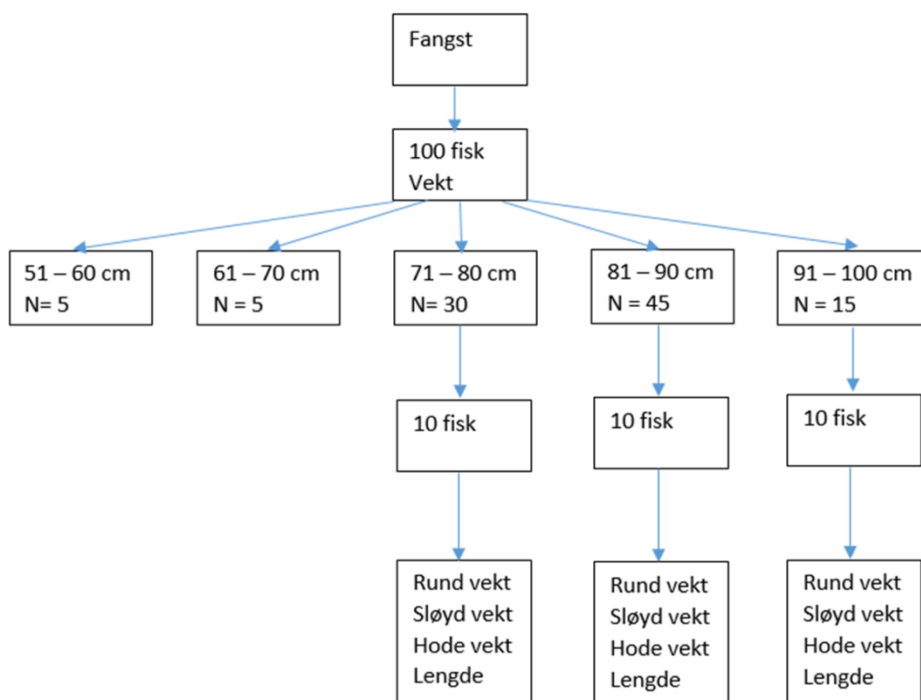 Fangst
100 fisk
Vekt
51 – 60 cm
N= 5
61 – 70 cm
N = 5
71 – 80 cm
N= 30
81 – 90 cm
N = 45
91 – 100 cm
N = 15
10 fisk
10 fisk
10 fisk
Rund vekt
Sløyd vekt
Hode vekt
Lengde
Rund vekt
Sløyd vekt
Hode vekt
Lengde
Rund vekt
Sløyd vekt
Hode vekt
Lengde